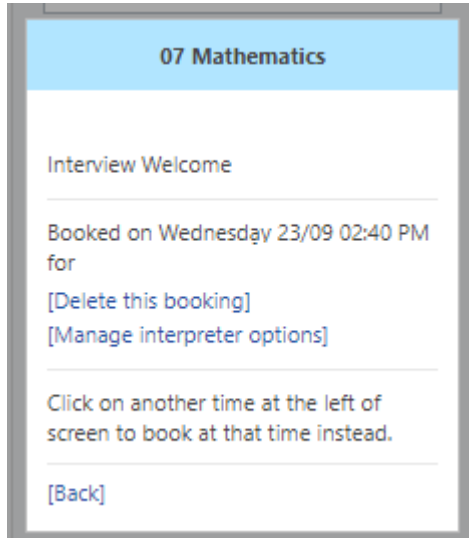 07 Mathematics
Interview Welcome
Booked on Wednesday 23/09 02:40 PM
for
[Delete this booking]
[Manage interpreter options]
Click on another time at the left of
screen to book at that time instead.
[Back]